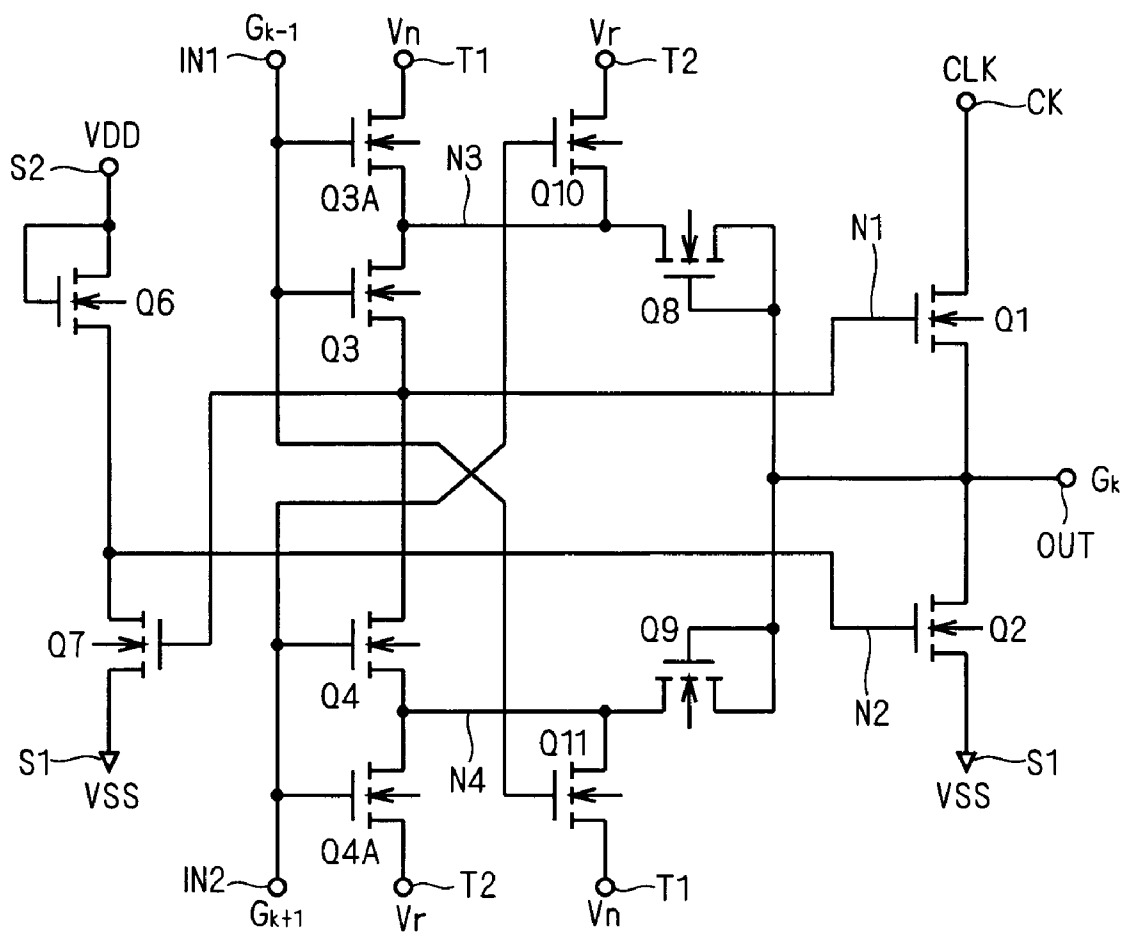 Gk-1 Vn Vr
IN1 T1 T2
CLK
CK
VDD
S2
Q3A N3 Q10
N1
Q6 Q8 Q1
Q3
Gk
OUT
Q7 Q9 Q2
Q4
N2
S1 N4 Q11 S1
VSS VSS
Q4A
IN2 T2 T1
Gk+1 Vr Vn